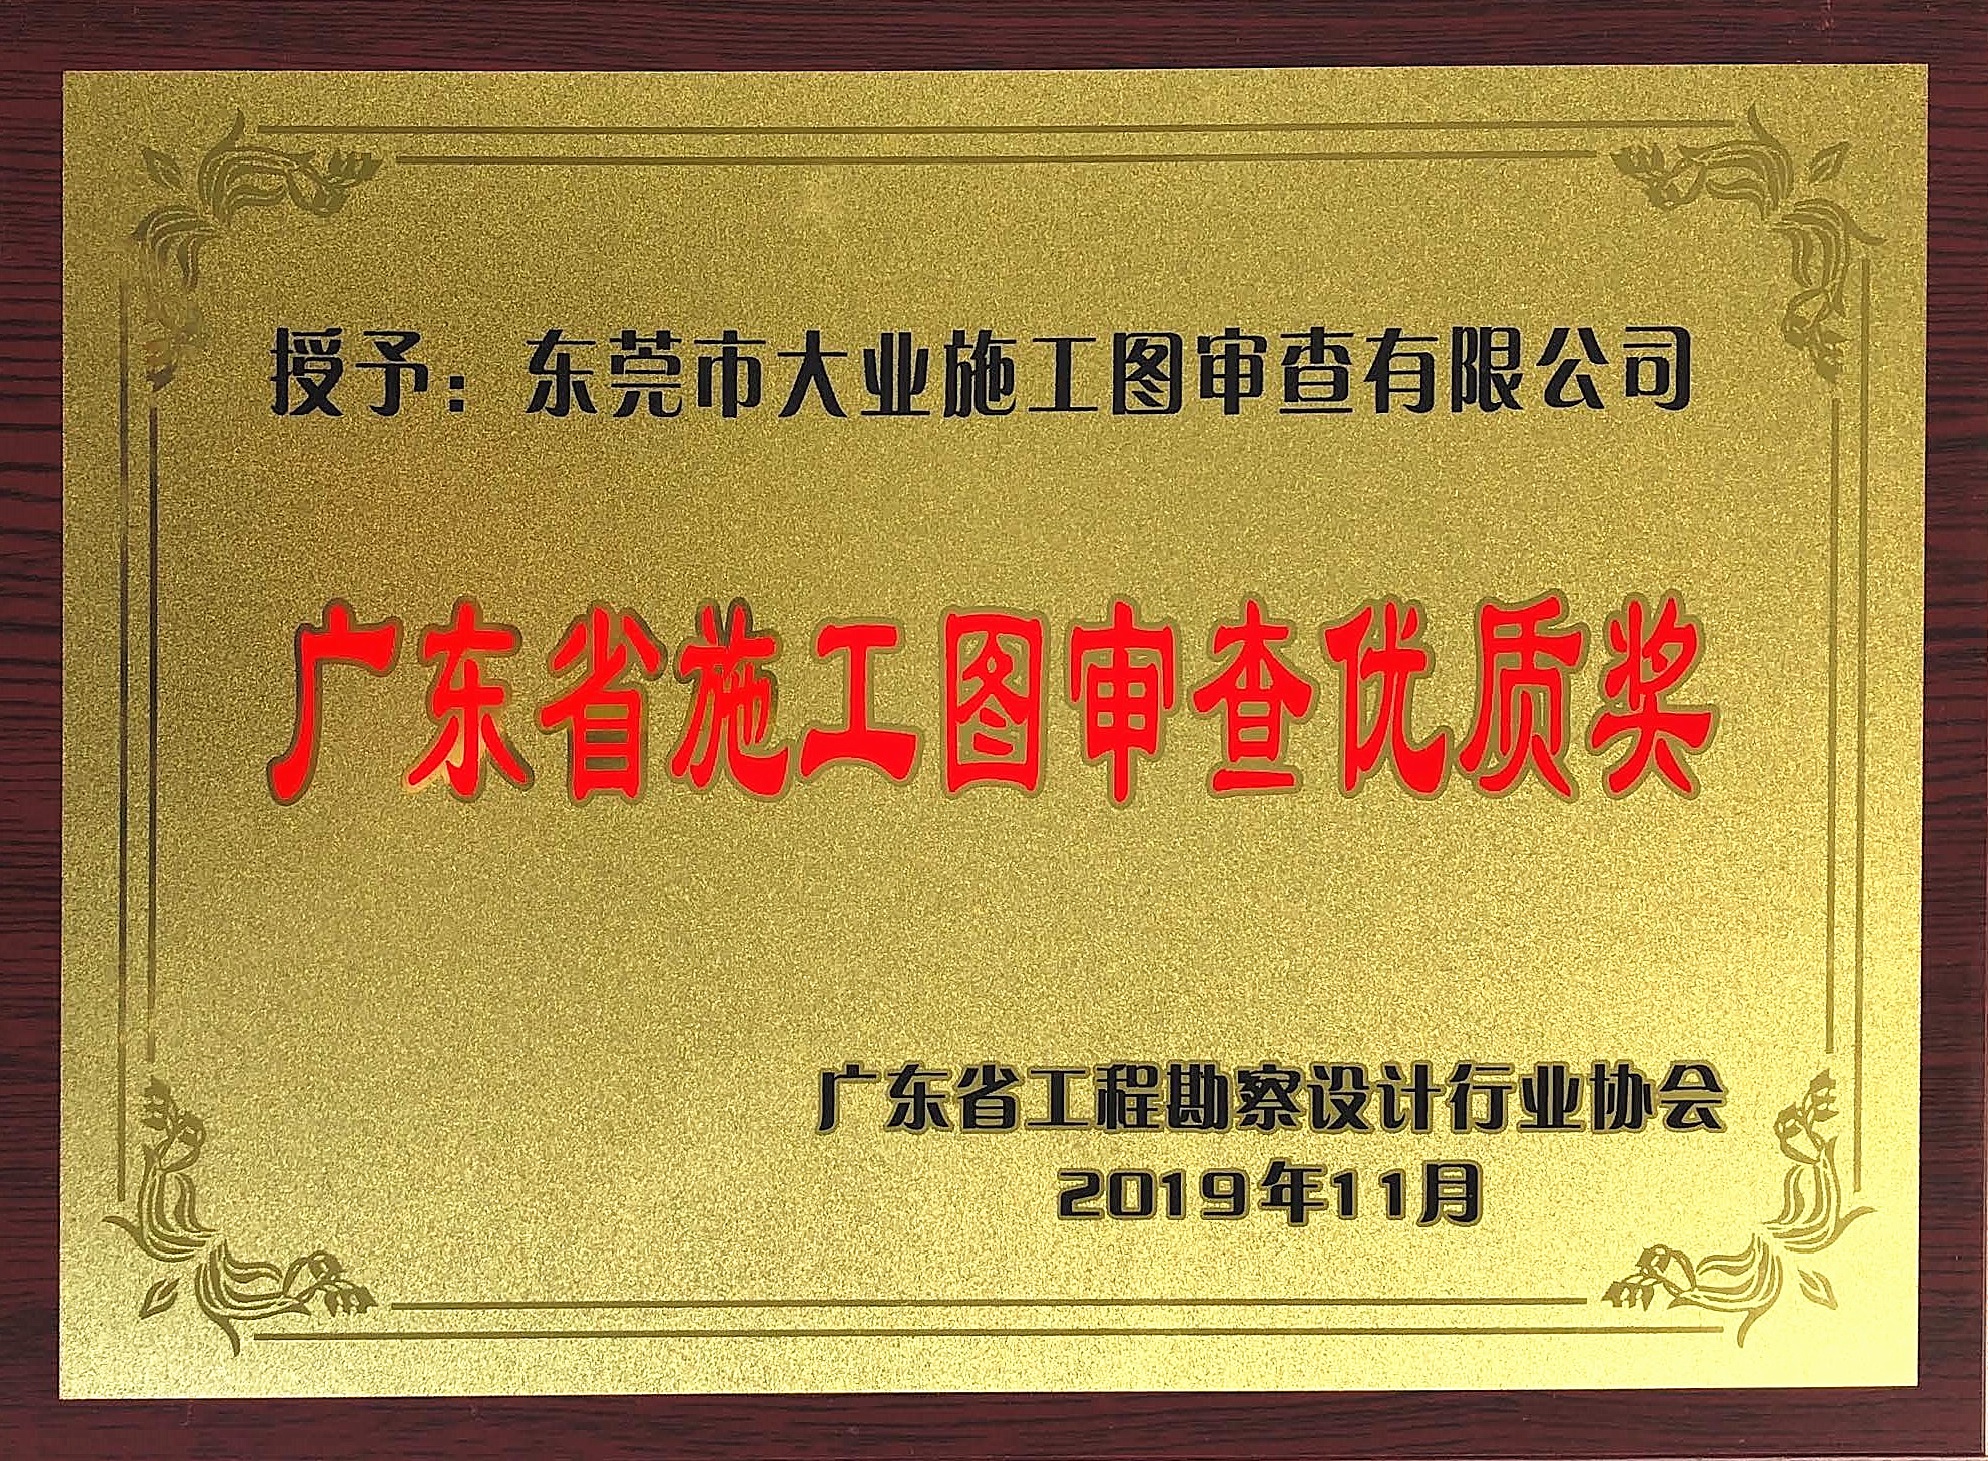 授予：东莞市大业施工图审查有限公司
广东省施工图审查优质奖
广东省工程勘察设计行业协会
2019年11月